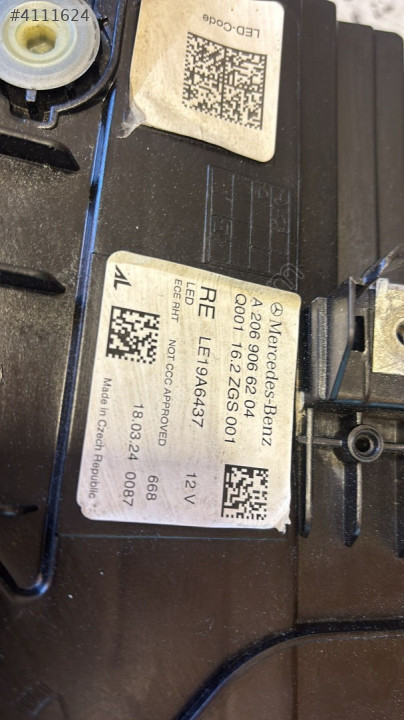 #4111624
LED-Code
Mercedes-Benz
A 206 906 62 04
Q001 16.2 ZGS 001
RE LE19A6437 12 V
LED
ECE RHT NOT CCC APPROVED 668
18.03.24 0087
AL
Made in Czech Republic